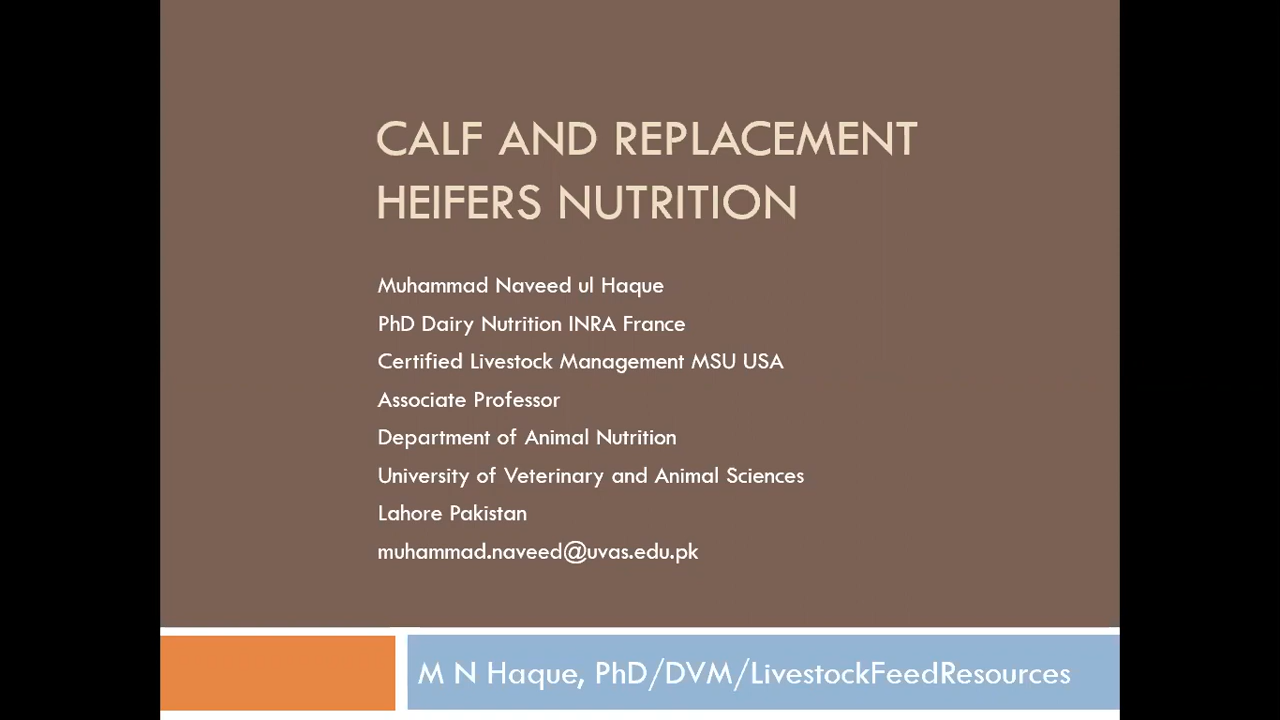 CALF AND REPLACEMENT
HEIFERS NUTRITION
Muhammad Naveed ul Haque
PhD Dairy Nutrition INRA France
Certified Livestock Management MSU USA
Associate Professor
Department of Animal Nutrition
University of Veterinary and Animal Sciences
Lahore Pakistan
muhammad.naveed@uvas.edu.pk
M N Haque, PhD/DVM/LivestockFeedResources